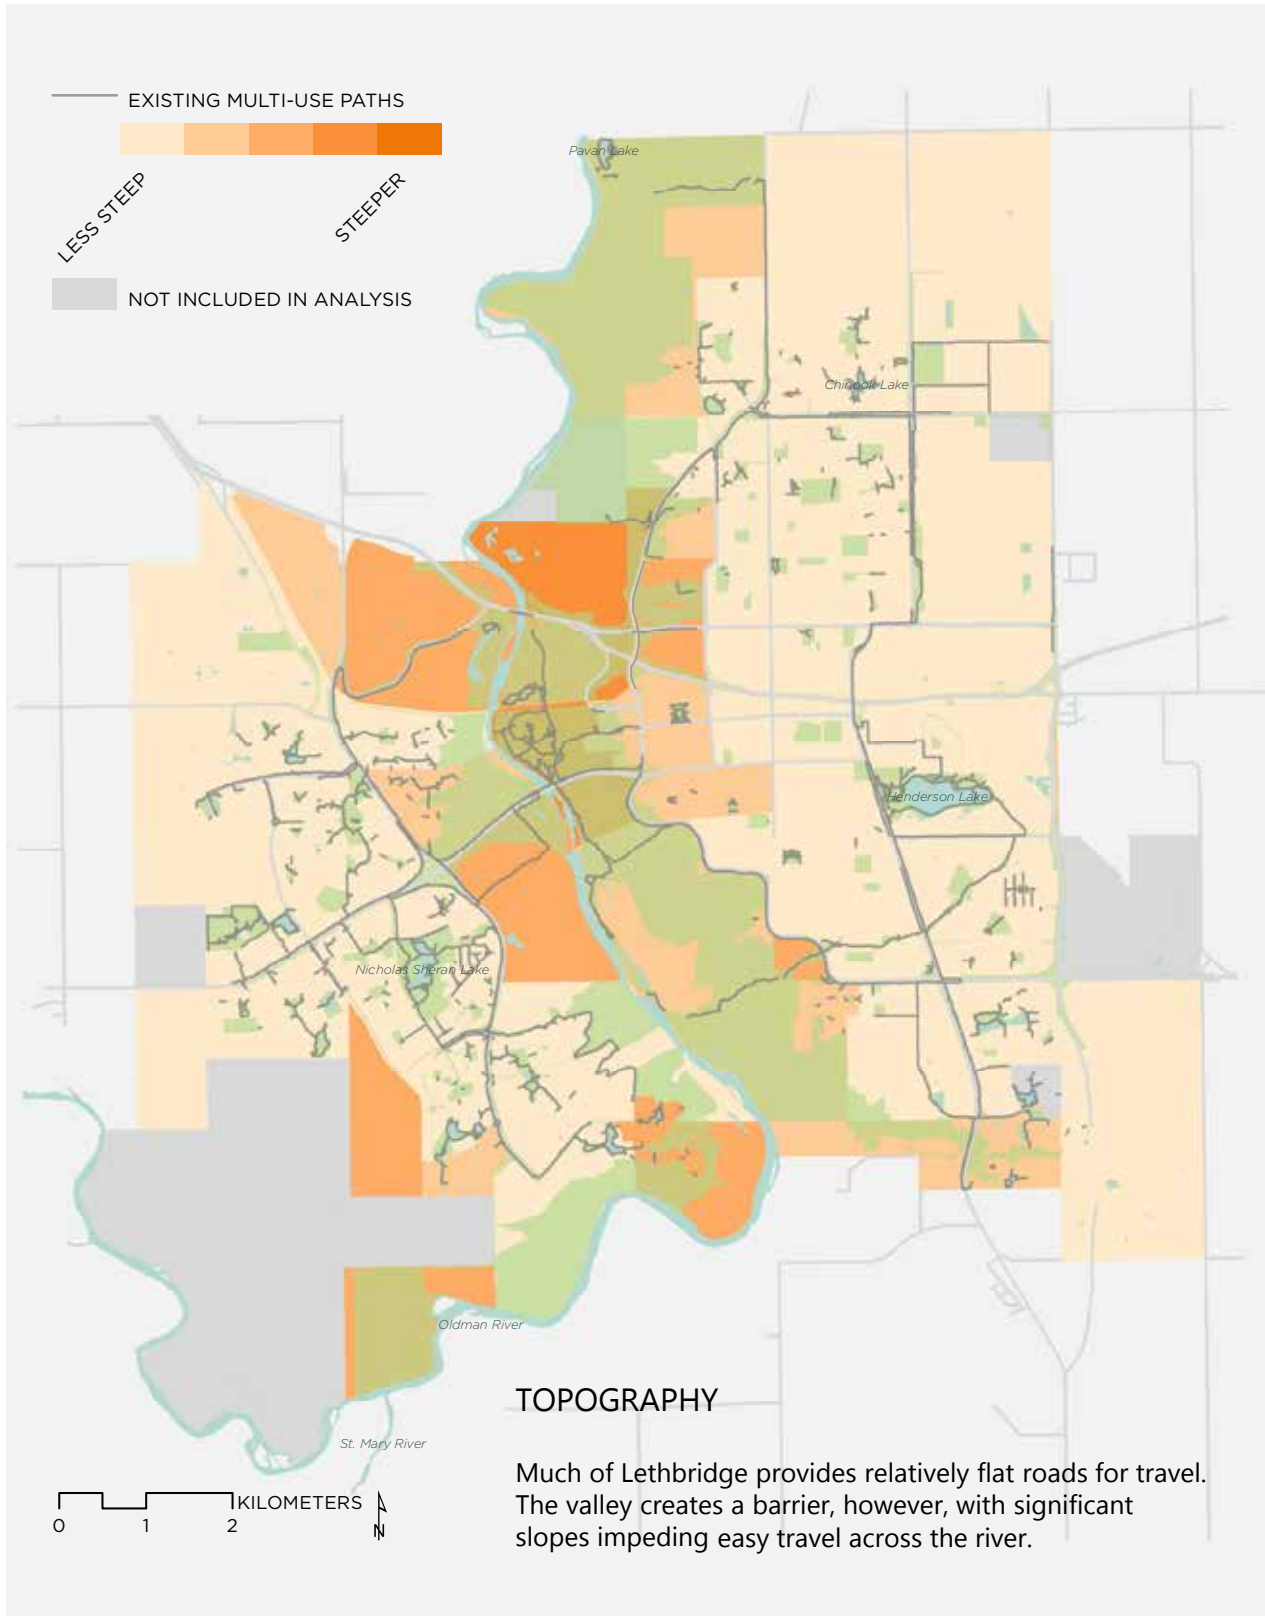 EXISTING MULTI-USE PATHS
LESS STEEP
STEEPER
NOT INCLUDED IN ANALYSIS
Pavan Lake
Chinook Lake
Henderson Lake
Nicholas Sheran Lake
Oldman River
St. Mary River
TOPOGRAPHY
Much of Lethbridge provides relatively flat roads for travel.
The valley creates a barrier, however, with significant
slopes impeding easy travel across the river.
KILOMETERS
0 1 2
N